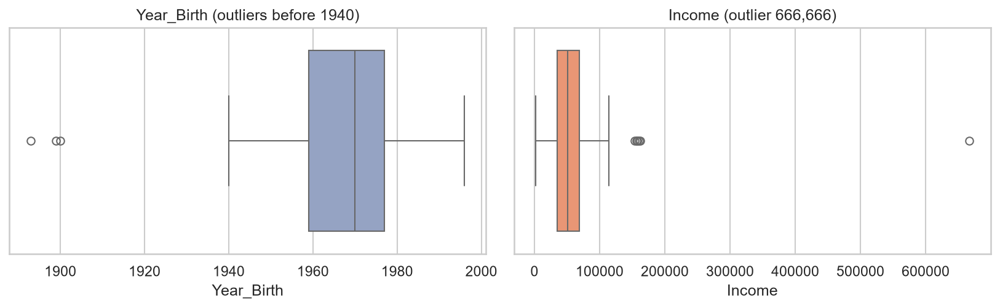 Year_Birth (outliers before 1940)
1900 1920 1940 1960 1980 2000
Year_Birth
Income (outlier 666,666)
0 100000 200000 300000 400000 500000 600000
Income